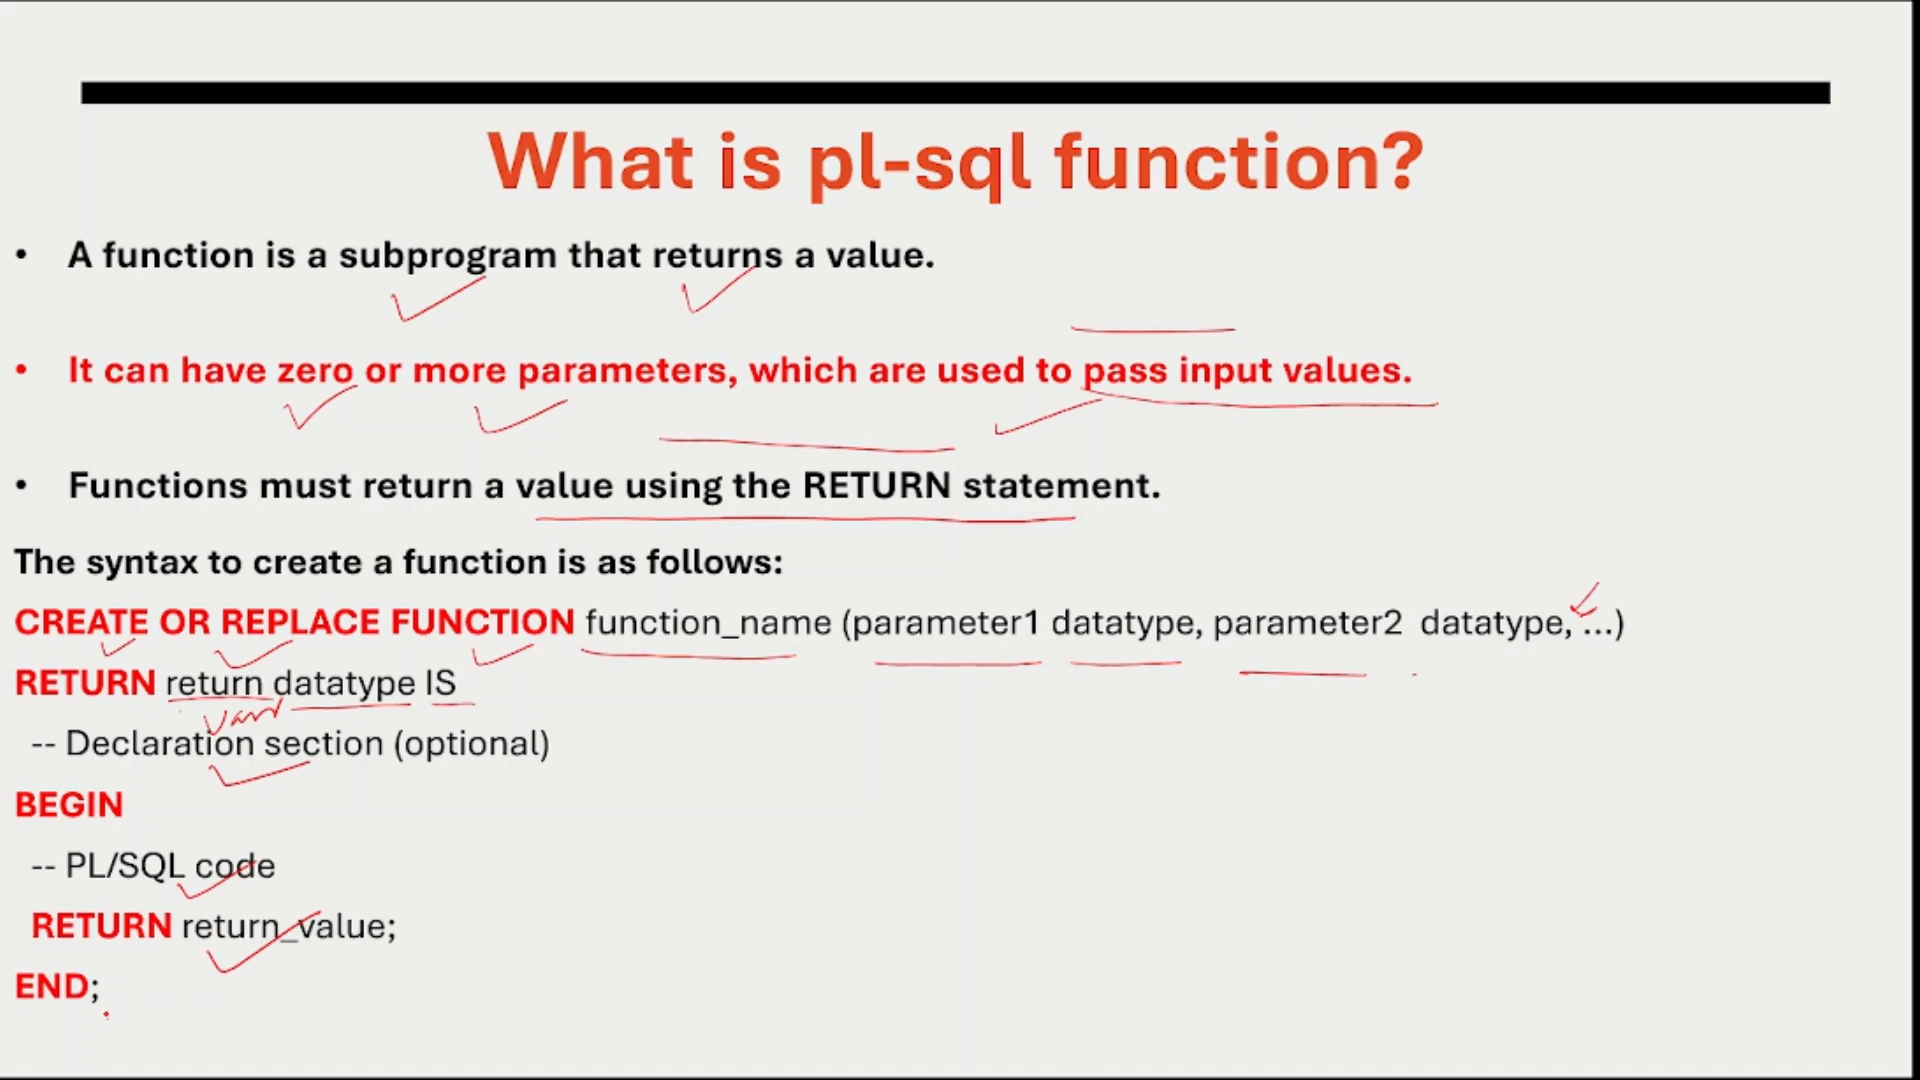 What is pl-sql function?
• A function is a subprogram that returns a value.
• It can have zero or more parameters, which are used to pass input values.
• Functions must return a value using the RETURN statement.
The syntax to create a function is as follows:
CREATE OR REPLACE FUNCTION function_name (parameter1 datatype, parameter2 datatype, ...)
RETURN return datatype IS
-- Declaration section (optional)
BEGIN
-- PL/SQL code
RETURN return_value;
END;